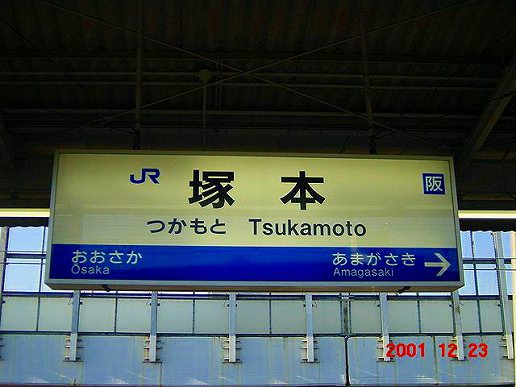 JR 塚本 阪
つかもと Tsukamoto
おおさか あまがさき →
Osaka Amagasaki
2001 12 23